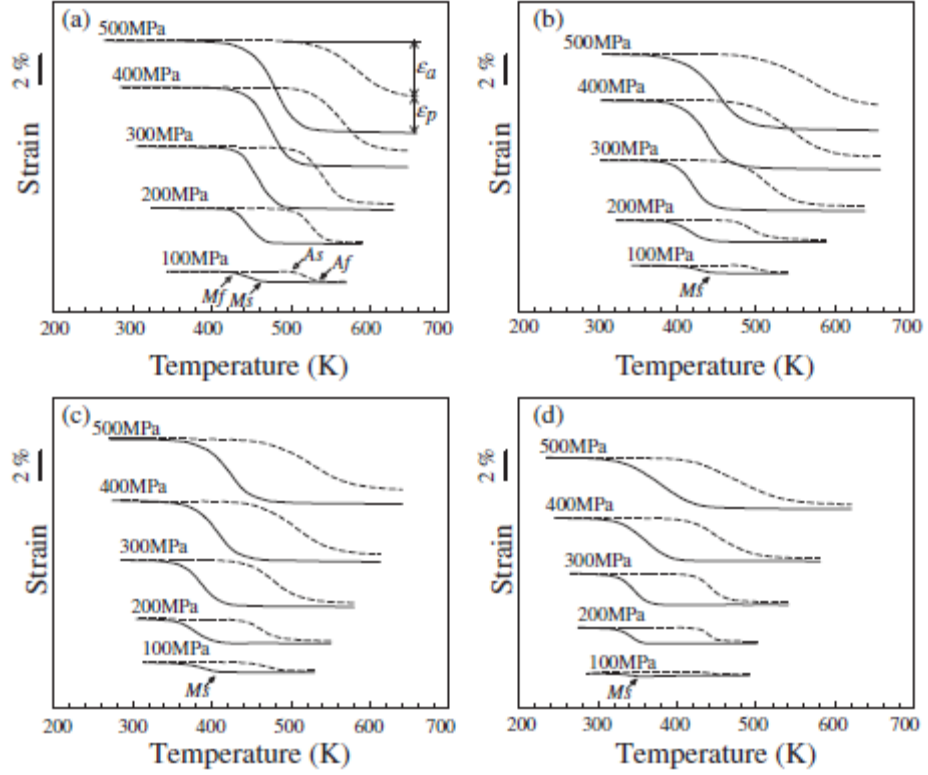 (a)
500MPa
400MPa
300MPa
200MPa
100MPa
εa
εp
As
Af
Mf
Ms
2 %
Strain
200 300 400 500 600 700
Temperature (K)
(b)
500MPa
400MPa
300MPa
200MPa
100MPa
Ms
2 %
Strain
200 300 400 500 600 700
Temperature (K)
(c)
500MPa
400MPa
300MPa
200MPa
100MPa
Ms
2 %
Strain
200 300 400 500 600 700
Temperature (K)
(d)
500MPa
400MPa
300MPa
200MPa
100MPa
Ms
2 %
Strain
200 300 400 500 600 700
Temperature (K)